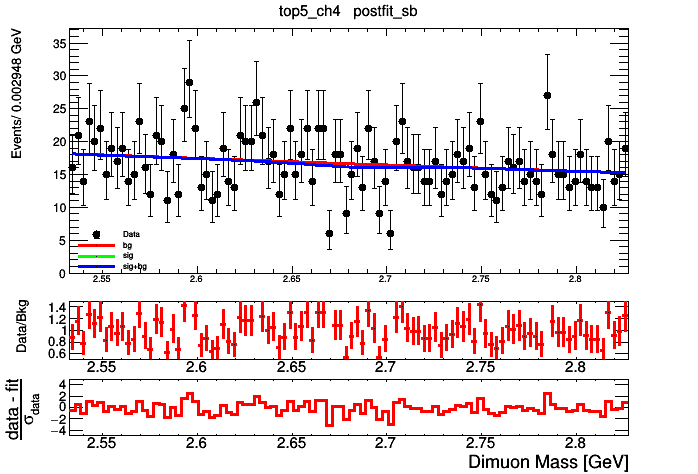 top5_ch4 postfit_sb
Events/ 0.002948 GeV
35
30
25
20
15
10
5
0
Data
bg
sig
sig+bg
2.55 2.6 2.65 2.7 2.75 2.8
Data/Bkg
1.4
1.2
1.0
0.8
0.6
2.55 2.6 2.65 2.7 2.75 2.8
data - fit
σdata
4
2
0
−2
−4
2.55 2.6 2.65 2.7 2.75 2.8
Dimuon Mass [GeV]